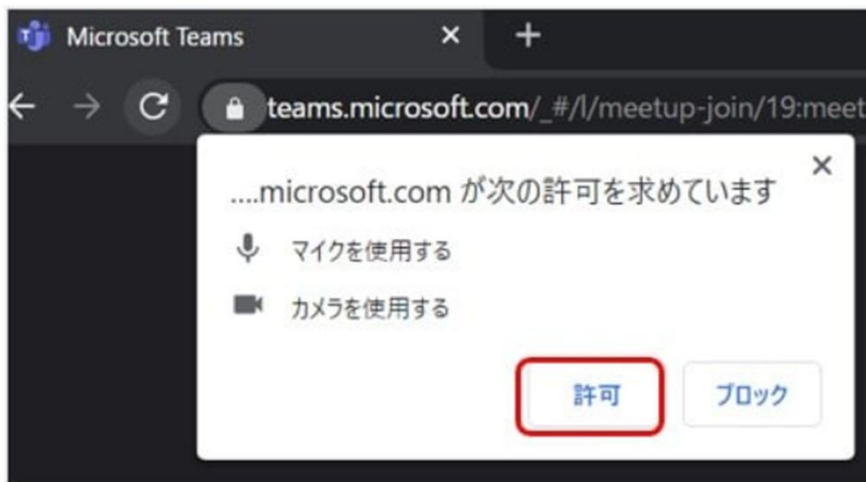 Microsoft Teams
teams.microsoft.com/_#/l/meetup-join/19:meet
....microsoft.com が次の許可を求めています
マイクを使用する
カメラを使用する
許可 ブロック